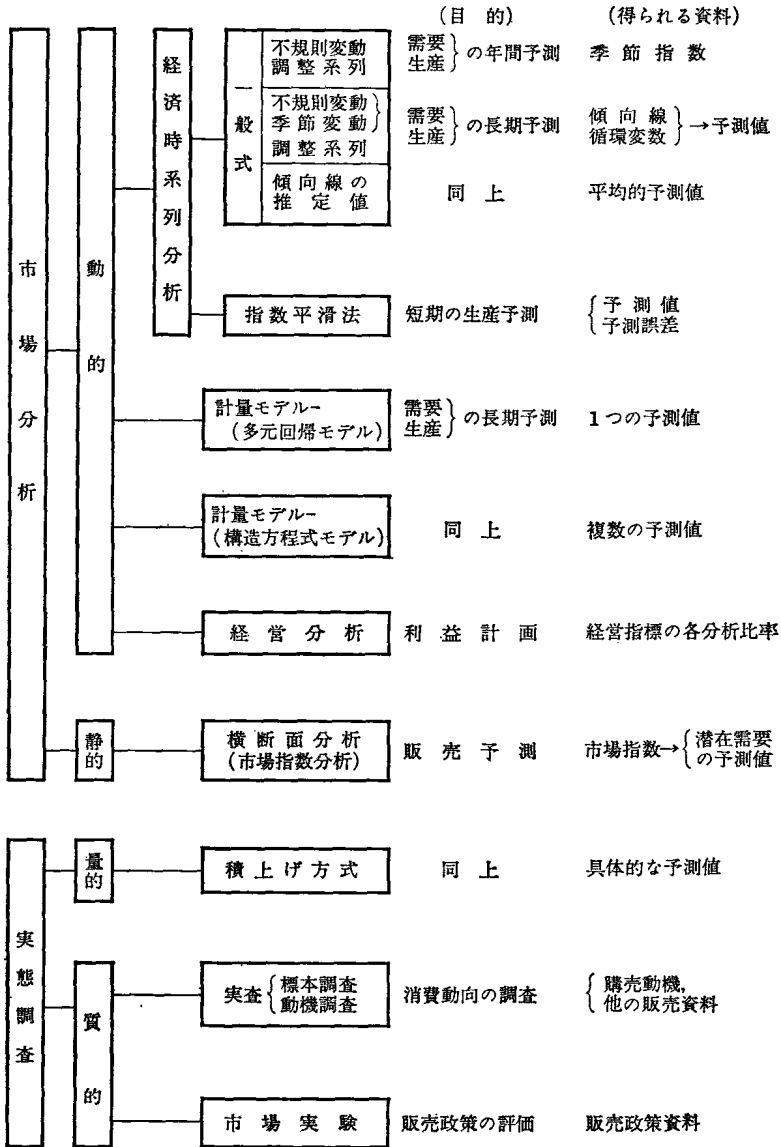 (目的)
(得られる資料)
市場分析
動的
経済時系列分析
一般式
不規則変動
調整系列
需要
生産
の年間予測
季節指数
不規則変動
季節変動
調整系列
需要
生産
の長期予測
傾向線
循環変数
→予測値
傾向線の
推定値
同上
平均的予測値
指数平滑法
短期の生産予測
予測値
予測誤差
計量モデルー
(多元回帰モデル)
需要
生産
の長期予測
1つの予測値
計量モデルー
(構造方程式モデル)
同上
複数の予測値
経営分析
利益計画
経営指標の各分析比率
静的
横断面分析
(市場指数分析)
販売予測
市場指数→
潜在需要
の予測値
実態調査
量的
積上げ方式
同上
具体的な予測値
質的
実査
標本調査
動機調査
消費動向の調査
購売動機,
他の販売資料
市場実験
販売政策の評価
販売政策資料